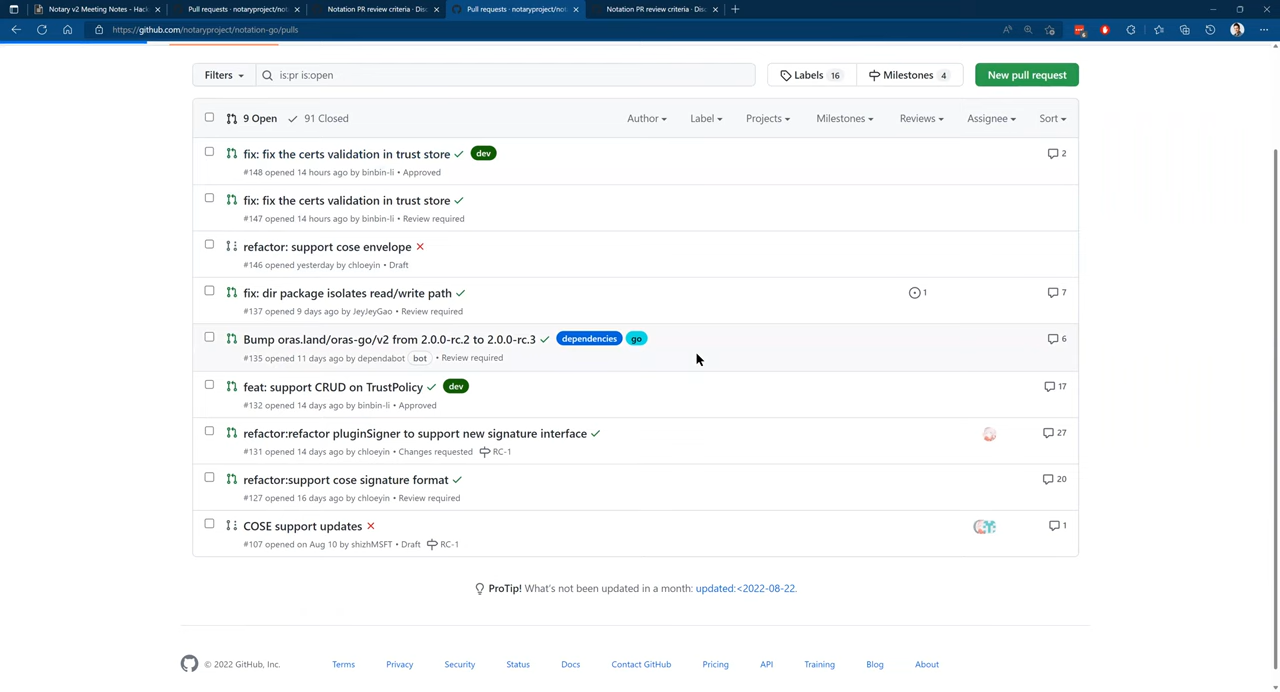 Notary v2 Meeting Notes - Hack
Pull requests · notaryproject/no
Notation PR review criteria - Disc
Pull requests · notaryproject/not
Notation PR review criteria - Disc
https://github.com/notaryproject/notation-go/pulls
Filters
is:pr is:open
Labels 16
Milestones 4
New pull request
9 Open
91 Closed
Author
Label
Projects
Milestones
Reviews
Assignee
Sort
fix: fix the certs validation in trust store dev 2
#148 opened 14 hours ago by binbin-li • Approved
fix: fix the certs validation in trust store
#147 opened 14 hours ago by binbin-li • Review required
refactor: support cose envelope
#146 opened yesterday by chloeyin • Draft
fix: dir package isolates read/write path 1 7
#137 opened 9 days ago by JeyJeyGao • Review required
Bump oras.land/oras-go/v2 from 2.0.0-rc.2 to 2.0.0-rc.3 dependencies go 6
#135 opened 11 days ago by dependabot bot • Review required
feat: support CRUD on TrustPolicy dev 17
#132 opened 14 days ago by binbin-li • Approved
refactor:refactor pluginSigner to support new signature interface 27
#131 opened 14 days ago by chloeyin • Changes requested RC-1
refactor:support cose signature format 20
#127 opened 16 days ago by chloeyin • Review required
COSE support updates 1
#107 opened on Aug 10 by shizhMSFT • Draft RC-1
ProTip! What's not been updated in a month: updated:<2022-08-22.
© 2022 GitHub, Inc.
Terms
Privacy
Security
Status
Docs
Contact GitHub
Pricing
API
Training
Blog
About